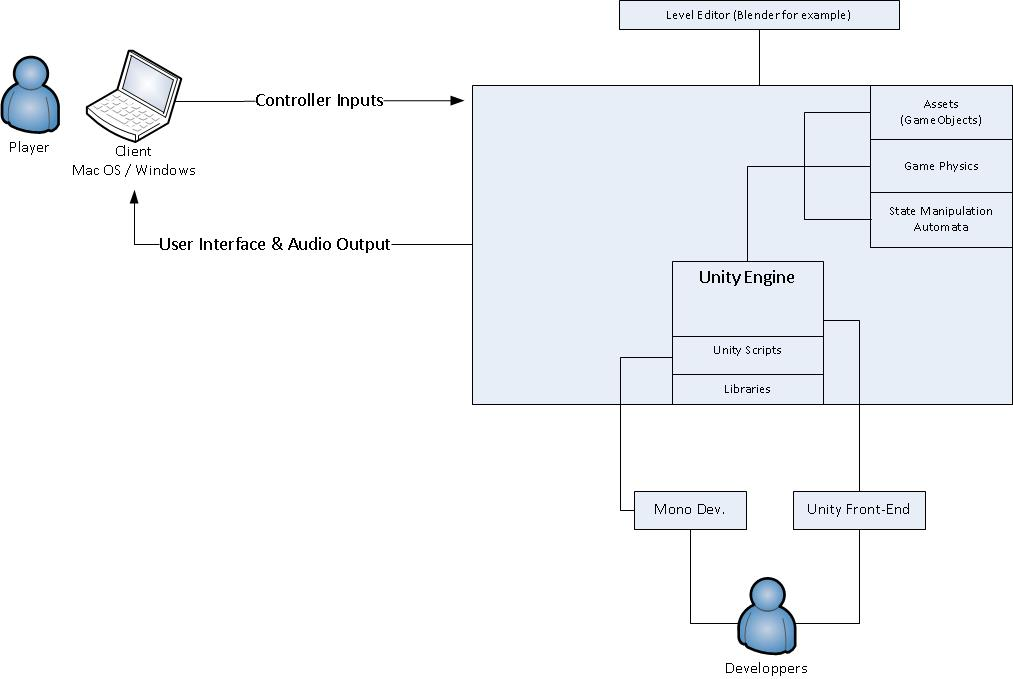 Level Editor (Blender for example)
Controller Inputs
Assets
(GameObjects)
Player
Client
Mac OS / Windows
Game Physics
State Manipulation
Automata
User Interface & Audio Output
Unity Engine
Unity Scripts
Libraries
Mono Dev.
Unity Front-End
Developpers